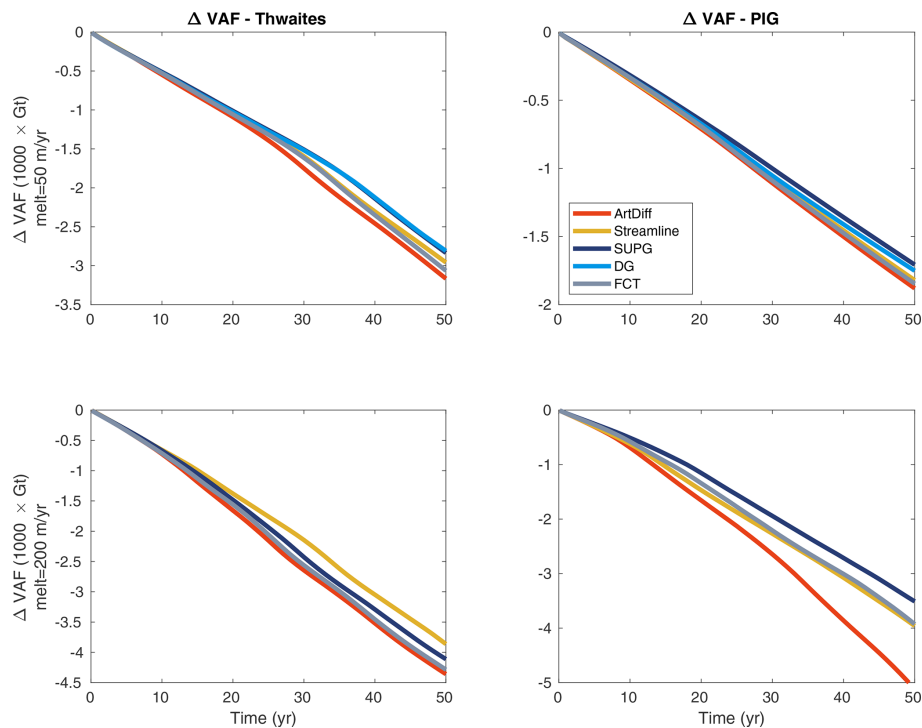 Δ VAF - Thwaites
Δ VAF (1000 × Gt)
melt=50 m/yr
0
-0.5
-1
-1.5
-2
-2.5
-3
-3.5
0 10 20 30 40 50
Δ VAF - PIG
0
-0.5
-1
-1.5
-2
0 10 20 30 40 50
ArtDiff
Streamline
SUPG
DG
FCT
Δ VAF (1000 × Gt)
melt=200 m/yr
0
-0.5
-1
-1.5
-2
-2.5
-3
-3.5
-4
-4.5
0 10 20 30 40 50
Time (yr)
0
-1
-2
-3
-4
-5
0 10 20 30 40 50
Time (yr)